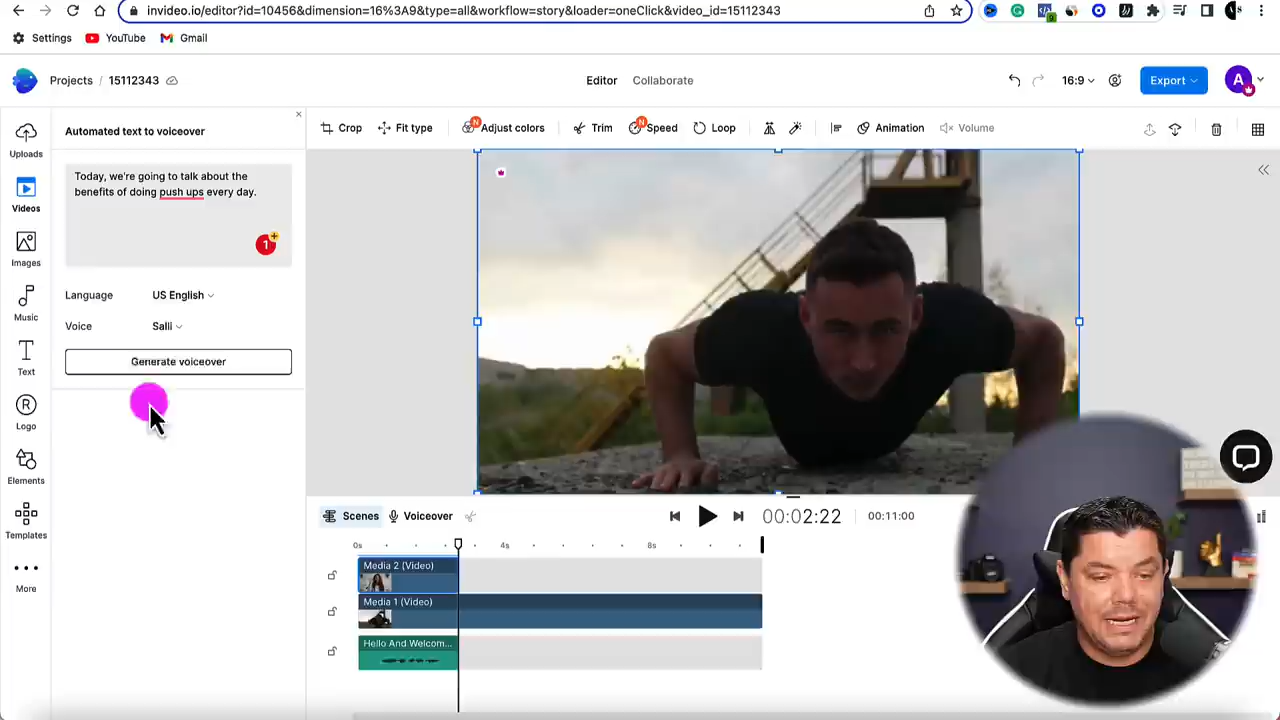 invideo.io/editor?id=10456&dimension=16%3A9&type=all&workflow=story&loader=oneClick&video_id=15112343
Settings
YouTube
Gmail
Projects / 15112343
Editor
Collaborate
16:9
Export
A
Uploads
Videos
Images
Music
Text
Logo
Elements
Templates
More
Automated text to voiceover
Today, we're going to talk about the
benefits of doing push ups every day.
1
Language
US English
Voice
Salli
Generate voiceover
Crop
Fit type
N
Adjust colors
Trim
N
Speed
Loop
Animation
Volume
Scenes
Voiceover
00:02:22
00:11:00
0s
4s
8s
Media 2 (Video)
Media 1 (Video)
Hello And Welcom...